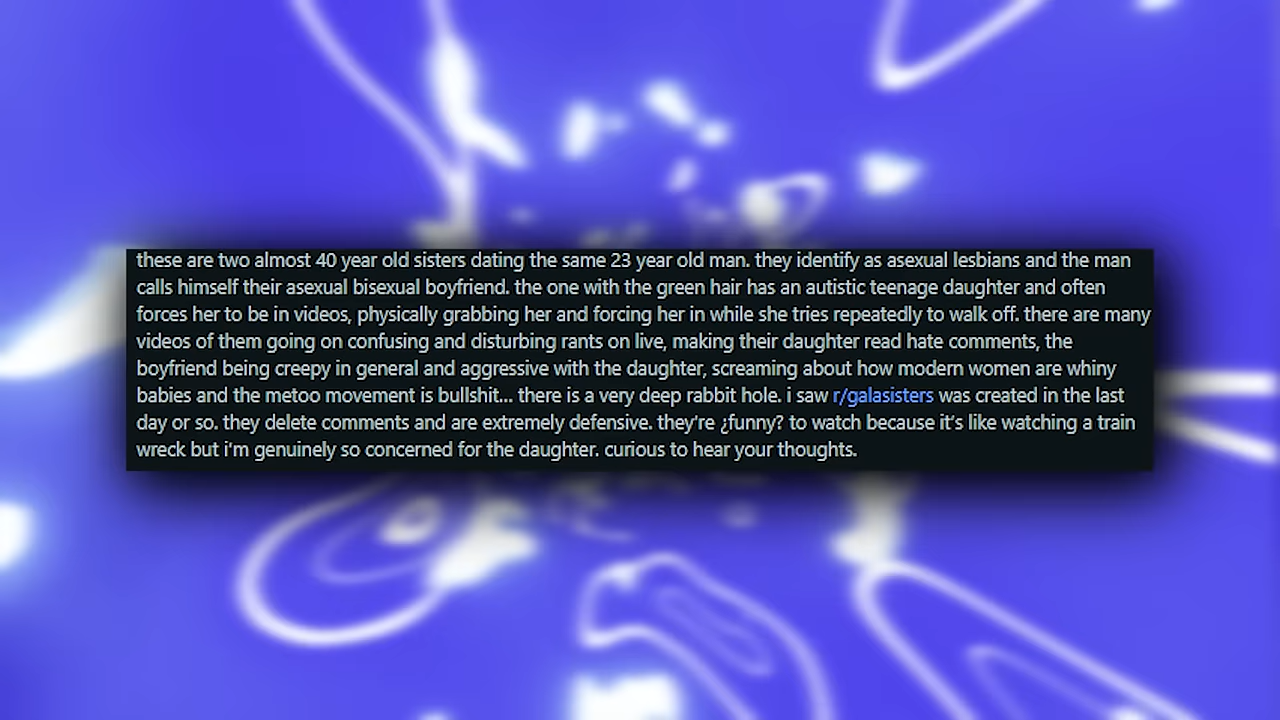 these are two almost 40 year old sisters dating the same 23 year old man. they identify as asexual lesbians and the man
calls himself their asexual bisexual boyfriend. the one with the green hair has an autistic teenage daughter and often
forces her to be in videos, physically grabbing her and forcing her in while she tries repeatedly to walk off. there are many
videos of them going on confusing and disturbing rants on live, making their daughter read hate comments, the
boyfriend being creepy in general and aggressive with the daughter, screaming about how modern women are whiny
babies and the metoo movement is bullshit... there is a very deep rabbit hole. i saw r/galasisters was created in the last
day or so. they delete comments and are extremely defensive. they're ¿funny? to watch because it's like watching a train
wreck but i'm genuinely so concerned for the daughter. curious to hear your thoughts.